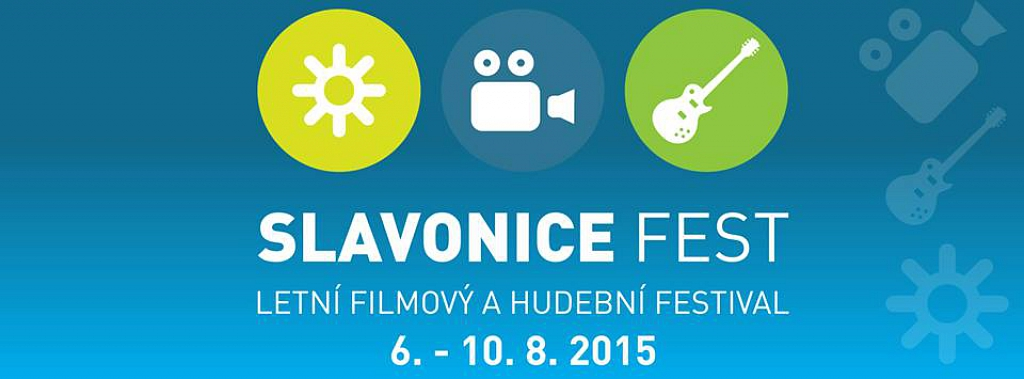 SLAVONICE FEST
LETNÍ FILMOVÝ A HUDEBNÍ FESTIVAL
6. - 10. 8. 2015